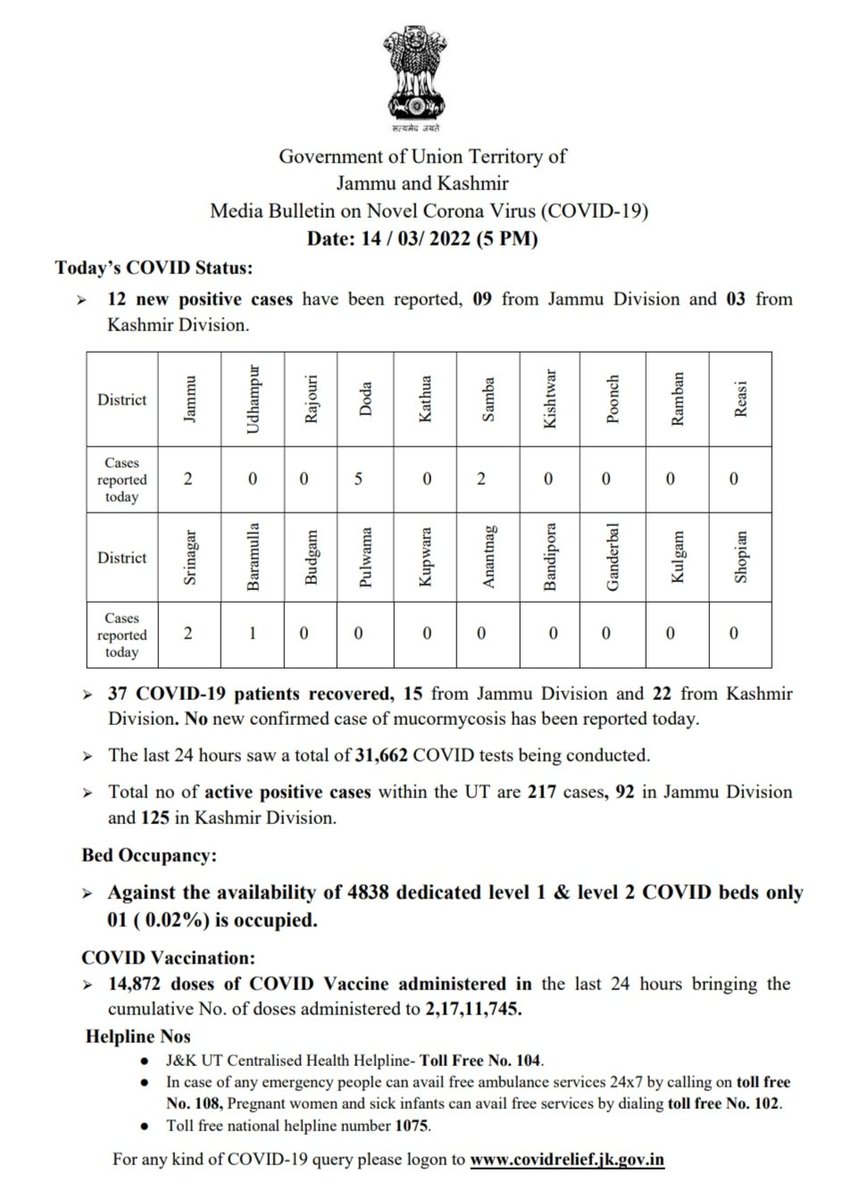 सत्यमेव जयते
Government of Union Territory of
Jammu and Kashmir
Media Bulletin on Novel Corona Virus (COVID-19)
Date: 14 / 03/ 2022 (5 PM)
Today’s COVID Status:
➢ 12 new positive cases have been reported, 09 from Jammu Division and 03 from
Kashmir Division.
District Jammu Udhampur Rajouri Doda Kathua Samba Kishtwar Poonch Ramban Reasi
Cases
reported
today 2 0 0 5 0 2 0 0 0 0
District Srinagar Baramulla Budgam Pulwama Kupwara Anantnag Bandipora Ganderbal Kulgam Shopian
Cases
reported
today 2 1 0 0 0 0 0 0 0 0
➢ 37 COVID-19 patients recovered, 15 from Jammu Division and 22 from Kashmir
Division. No new confirmed case of mucormycosis has been reported today.
➢ The last 24 hours saw a total of 31,662 COVID tests being conducted.
➢ Total no of active positive cases within the UT are 217 cases, 92 in Jammu Division
and 125 in Kashmir Division.
Bed Occupancy:
➢ Against the availability of 4838 dedicated level 1 & level 2 COVID beds only
01 ( 0.02%) is occupied.
COVID Vaccination:
➢ 14,872 doses of COVID Vaccine administered in the last 24 hours bringing the
cumulative No. of doses administered to 2,17,11,745.
Helpline Nos
● J&K UT Centralised Health Helpline- Toll Free No. 104.
● In case of any emergency people can avail free ambulance services 24x7 by calling on toll free
No. 108, Pregnant women and sick infants can avail free services by dialing toll free No. 102.
● Toll free national helpline number 1075.
For any kind of COVID-19 query please logon to www.covidrelief.jk.gov.in